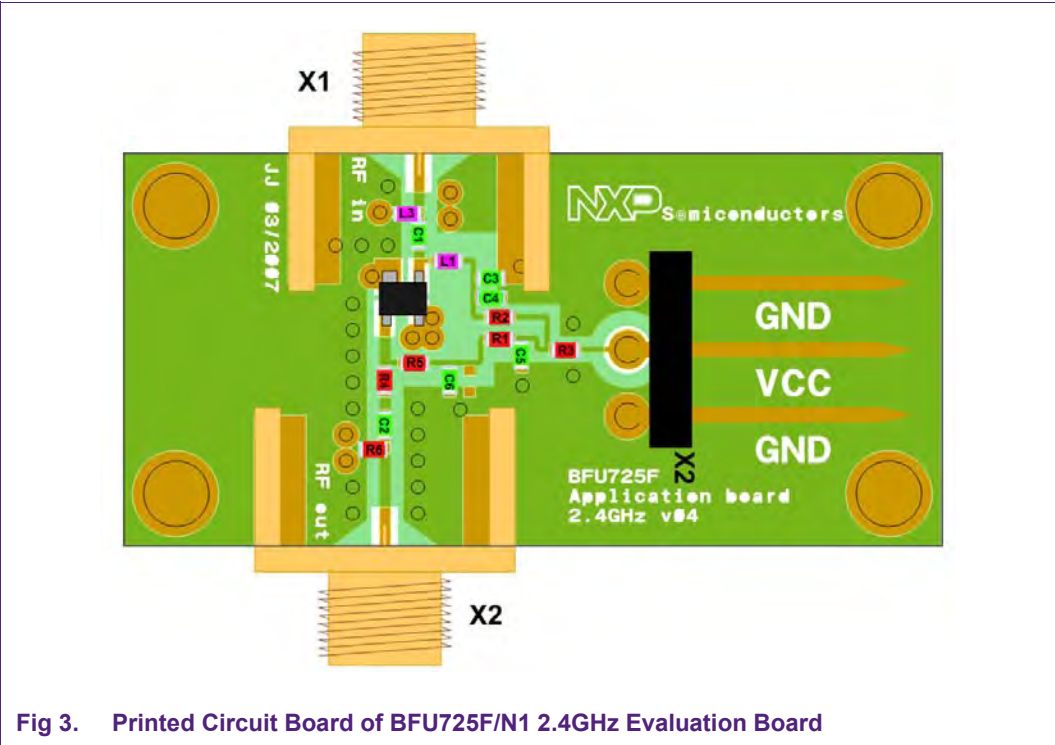 X1
JJ 03/2007
RF in
NXP
Semiconductors
L3
C1
L1
C3
C4
R2
R1
R3
C5
R5
R4
C6
C2
R6
GND
VCC
GND
X2
BFU725F
Application board
2.4GHz v04
RF out
X2
Fig 3. Printed Circuit Board of BFU725F/N1 2.4GHz Evaluation Board